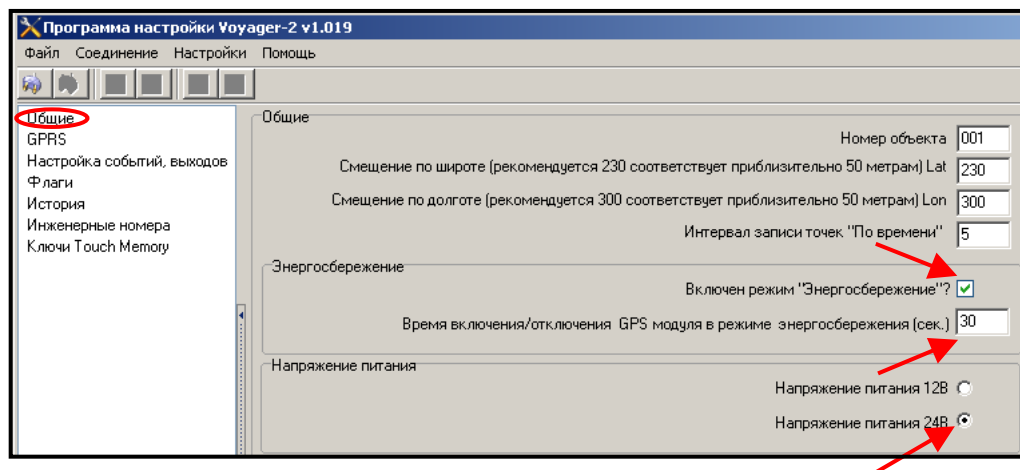 Программа настройки Voyager-2 v1.019
Файл Соединение Настройки Помощь
Общие
GPRS
Настройка событий, выходов
Флаги
История
Инженерные номера
Ключи Touch Memory
Общие
Номер объекта 001
Смещение по широте (рекомендуется 230 соответствует приблизительно 50 метрам) Lat 230
Смещение по долготе (рекомендуется 300 соответствует приблизительно 50 метрам) Lon 300
Интервал записи точек "По времени" 5
Энергосбережение
Включен режим "Энергосбережение"?
Время включения/отключения GPS модуля в режиме энергосбережения (сек.) 30
Напряжение питания
Напряжение питания 12В
Напряжение питания 24В